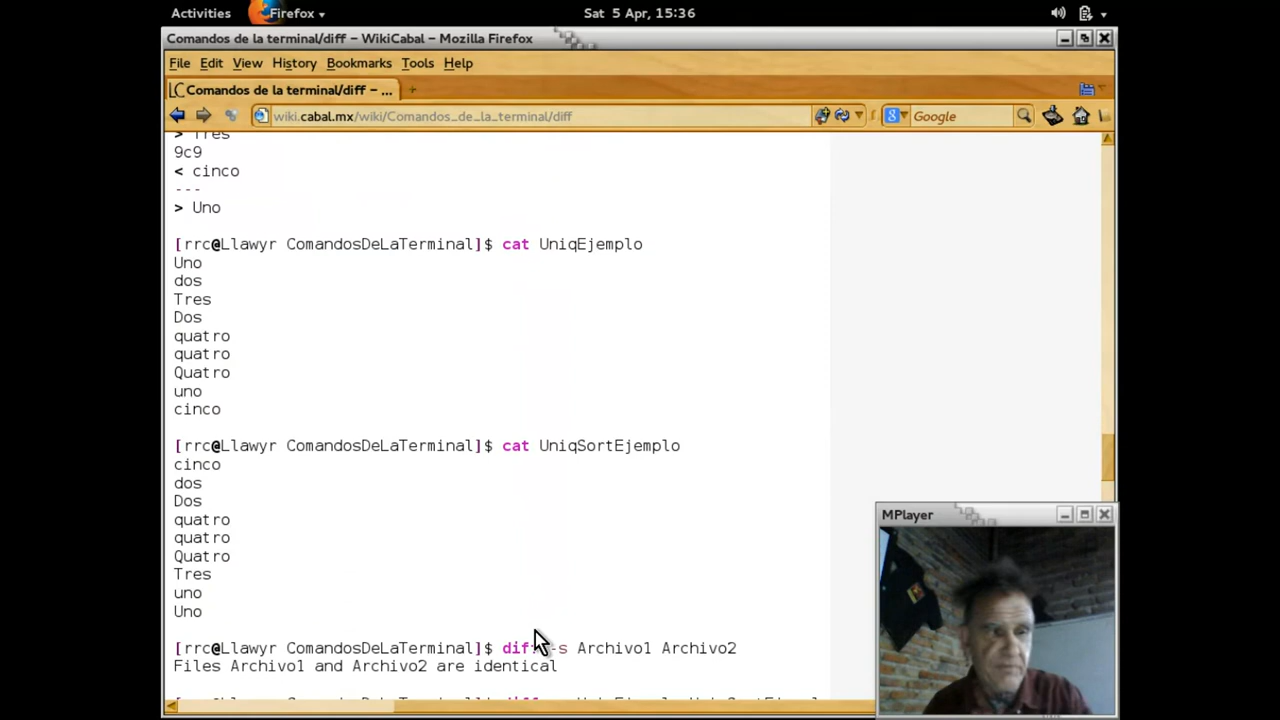 Activities Firefox Sat 5 Apr, 15:36
Comandos de la terminal/diff – WikiCabal – Mozilla Firefox
File Edit View History Bookmarks Tools Help
Comandos de la terminal/diff – ...
wiki.cabal.mx/wiki/Comandos_de_la_terminal/diff Google
> Tres
9c9
< cinco
---
> Uno
[rrc@Llawyr ComandosDeLaTerminal]$ cat UniqEjemplo
Uno
dos
Tres
Dos
quatro
quatro
Quatro
uno
cinco
[rrc@Llawyr ComandosDeLaTerminal]$ cat UniqSortEjemplo
cinco
dos
Dos
quatro
quatro
Quatro
Tres
uno
Uno
[rrc@Llawyr ComandosDeLaTerminal]$ diff -s Archivo1 Archivo2
Files Archivo1 and Archivo2 are identical
MPlayer